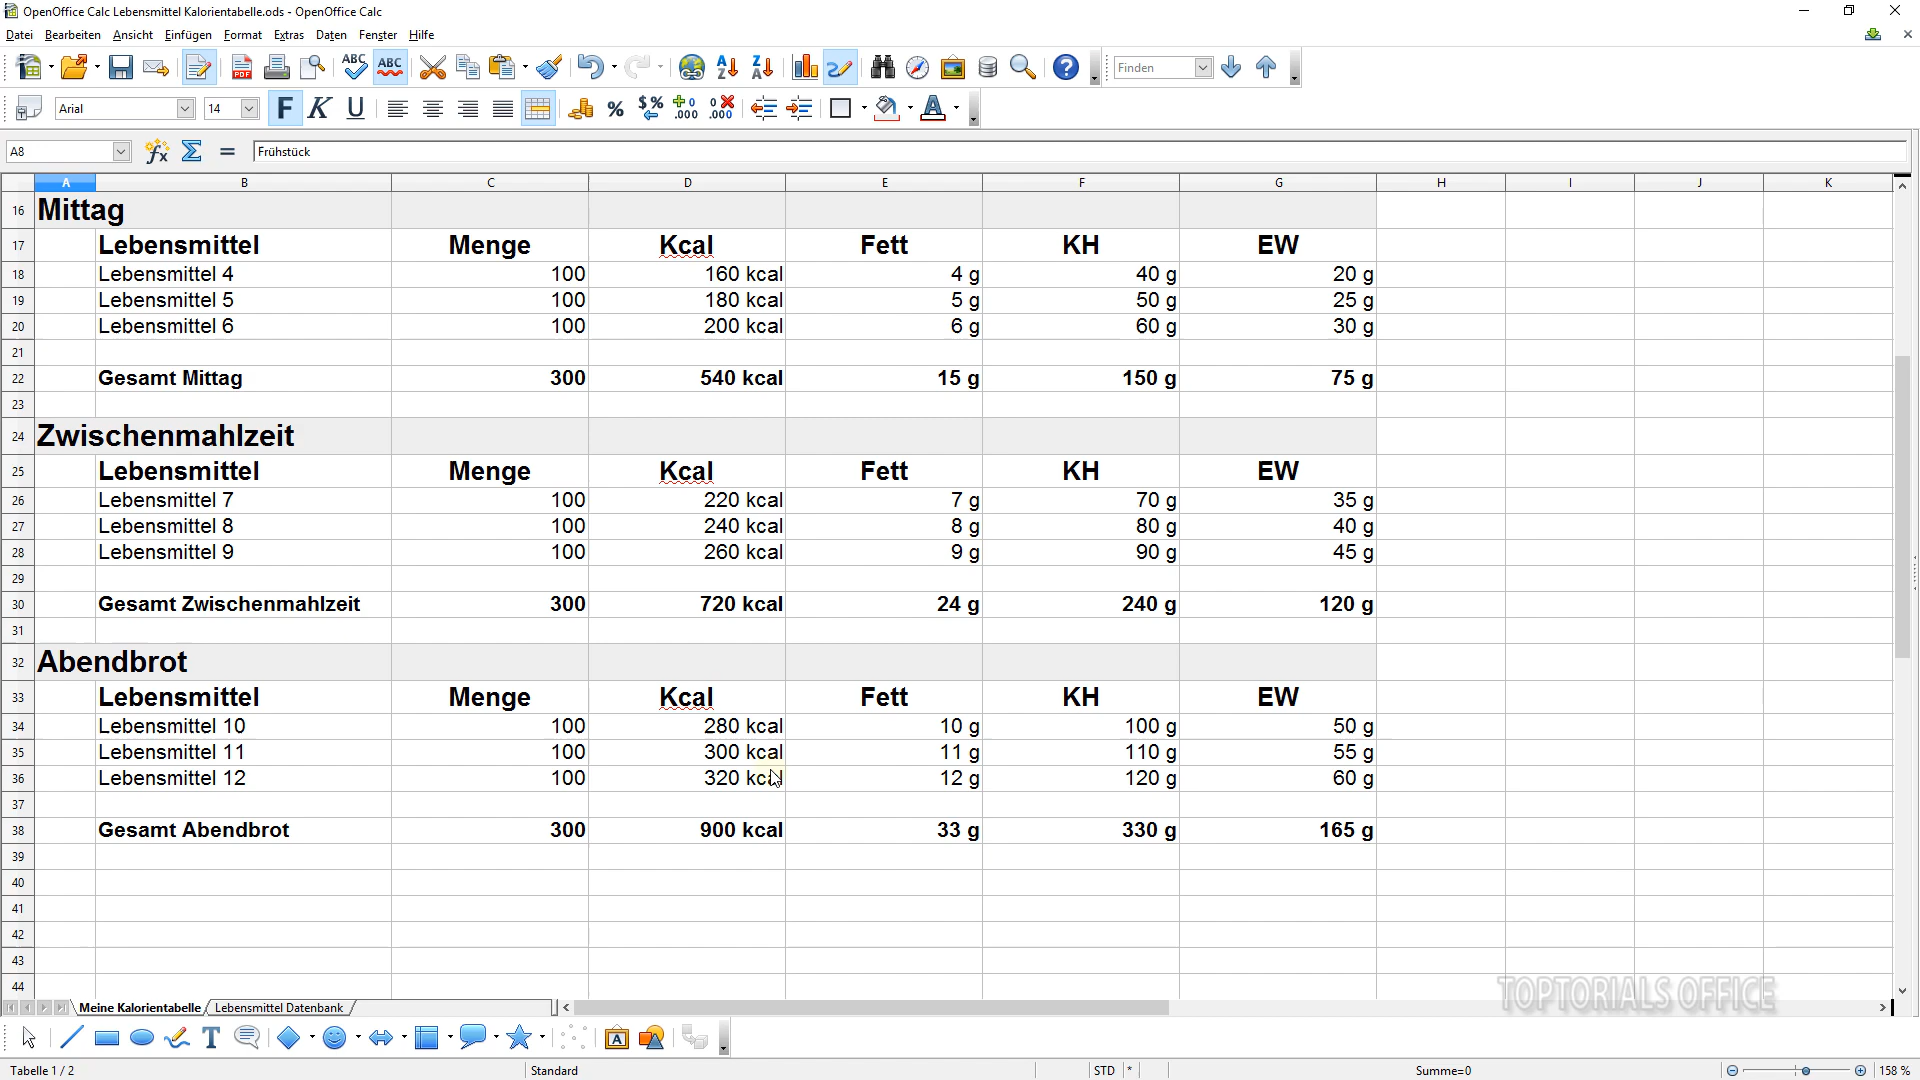 OpenOffice Calc Lebensmittel Kalorientabelle.ods - OpenOffice Calc
Datei Bearbeiten Ansicht Einfügen Format Extras Daten Fenster Hilfe
PDF ABC ABC A Z Z A ? Finden
Arial 14 F K U % $% .000 .000 A
A8 fx Σ = Frühstück
A B C D E F G H I J K
16 Mittag
17 Lebensmittel Menge Kcal Fett KH EW
18 Lebensmittel 4 100 160 kcal 4 g 40 g 20 g
19 Lebensmittel 5 100 180 kcal 5 g 50 g 25 g
20 Lebensmittel 6 100 200 kcal 6 g 60 g 30 g
21
22 Gesamt Mittag 300 540 kcal 15 g 150 g 75 g
23
24 Zwischenmahlzeit
25 Lebensmittel Menge Kcal Fett KH EW
26 Lebensmittel 7 100 220 kcal 7 g 70 g 35 g
27 Lebensmittel 8 100 240 kcal 8 g 80 g 40 g
28 Lebensmittel 9 100 260 kcal 9 g 90 g 45 g
29
30 Gesamt Zwischenmahlzeit 300 720 kcal 24 g 240 g 120 g
31
32 Abendbrot
33 Lebensmittel Menge Kcal Fett KH EW
34 Lebensmittel 10 100 280 kcal 10 g 100 g 50 g
35 Lebensmittel 11 100 300 kcal 11 g 110 g 55 g
36 Lebensmittel 12 100 320 kcal 12 g 120 g 60 g
37
38 Gesamt Abendbrot 300 900 kcal 33 g 330 g 165 g
39
40
41
42
43
44
TOPTORIALS OFFICE
Meine Kalorientabelle Lebensmittel Datenbank
T A
Tabelle 1 / 2 Standard STD * Summe=0 158 %